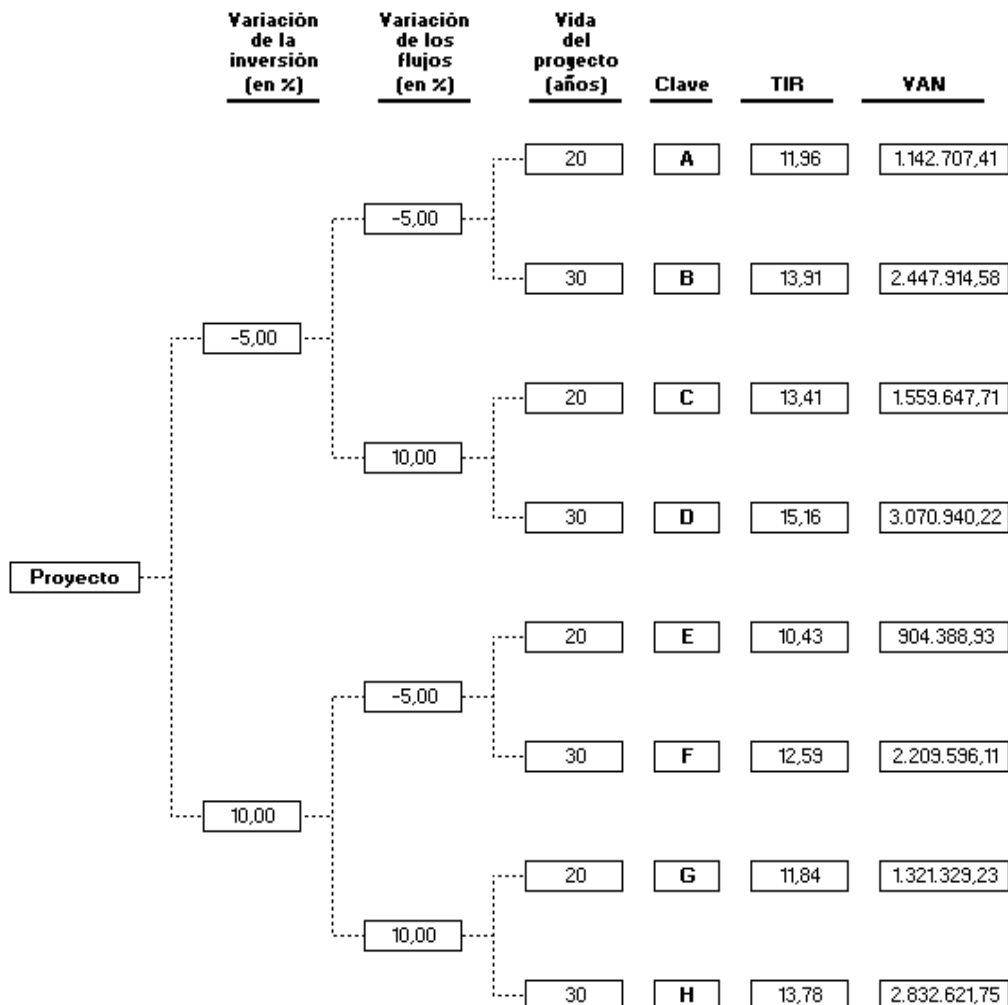 Variación de la inversión (en %)
Variación de los flujos (en %)
Vida del proyecto (años)
Clave
TIR
VAN
20 A 11,96 1.142.707,41
-5,00
30 B 13,91 2.447.914,58
-5,00
20 C 13,41 1.559.647,71
10,00
30 D 15,16 3.070.940,22
Proyecto
20 E 10,43 904.388,93
-5,00
30 F 12,59 2.209.596,11
10,00
20 G 11,84 1.321.329,23
10,00
30 H 13,78 2.832.621,75